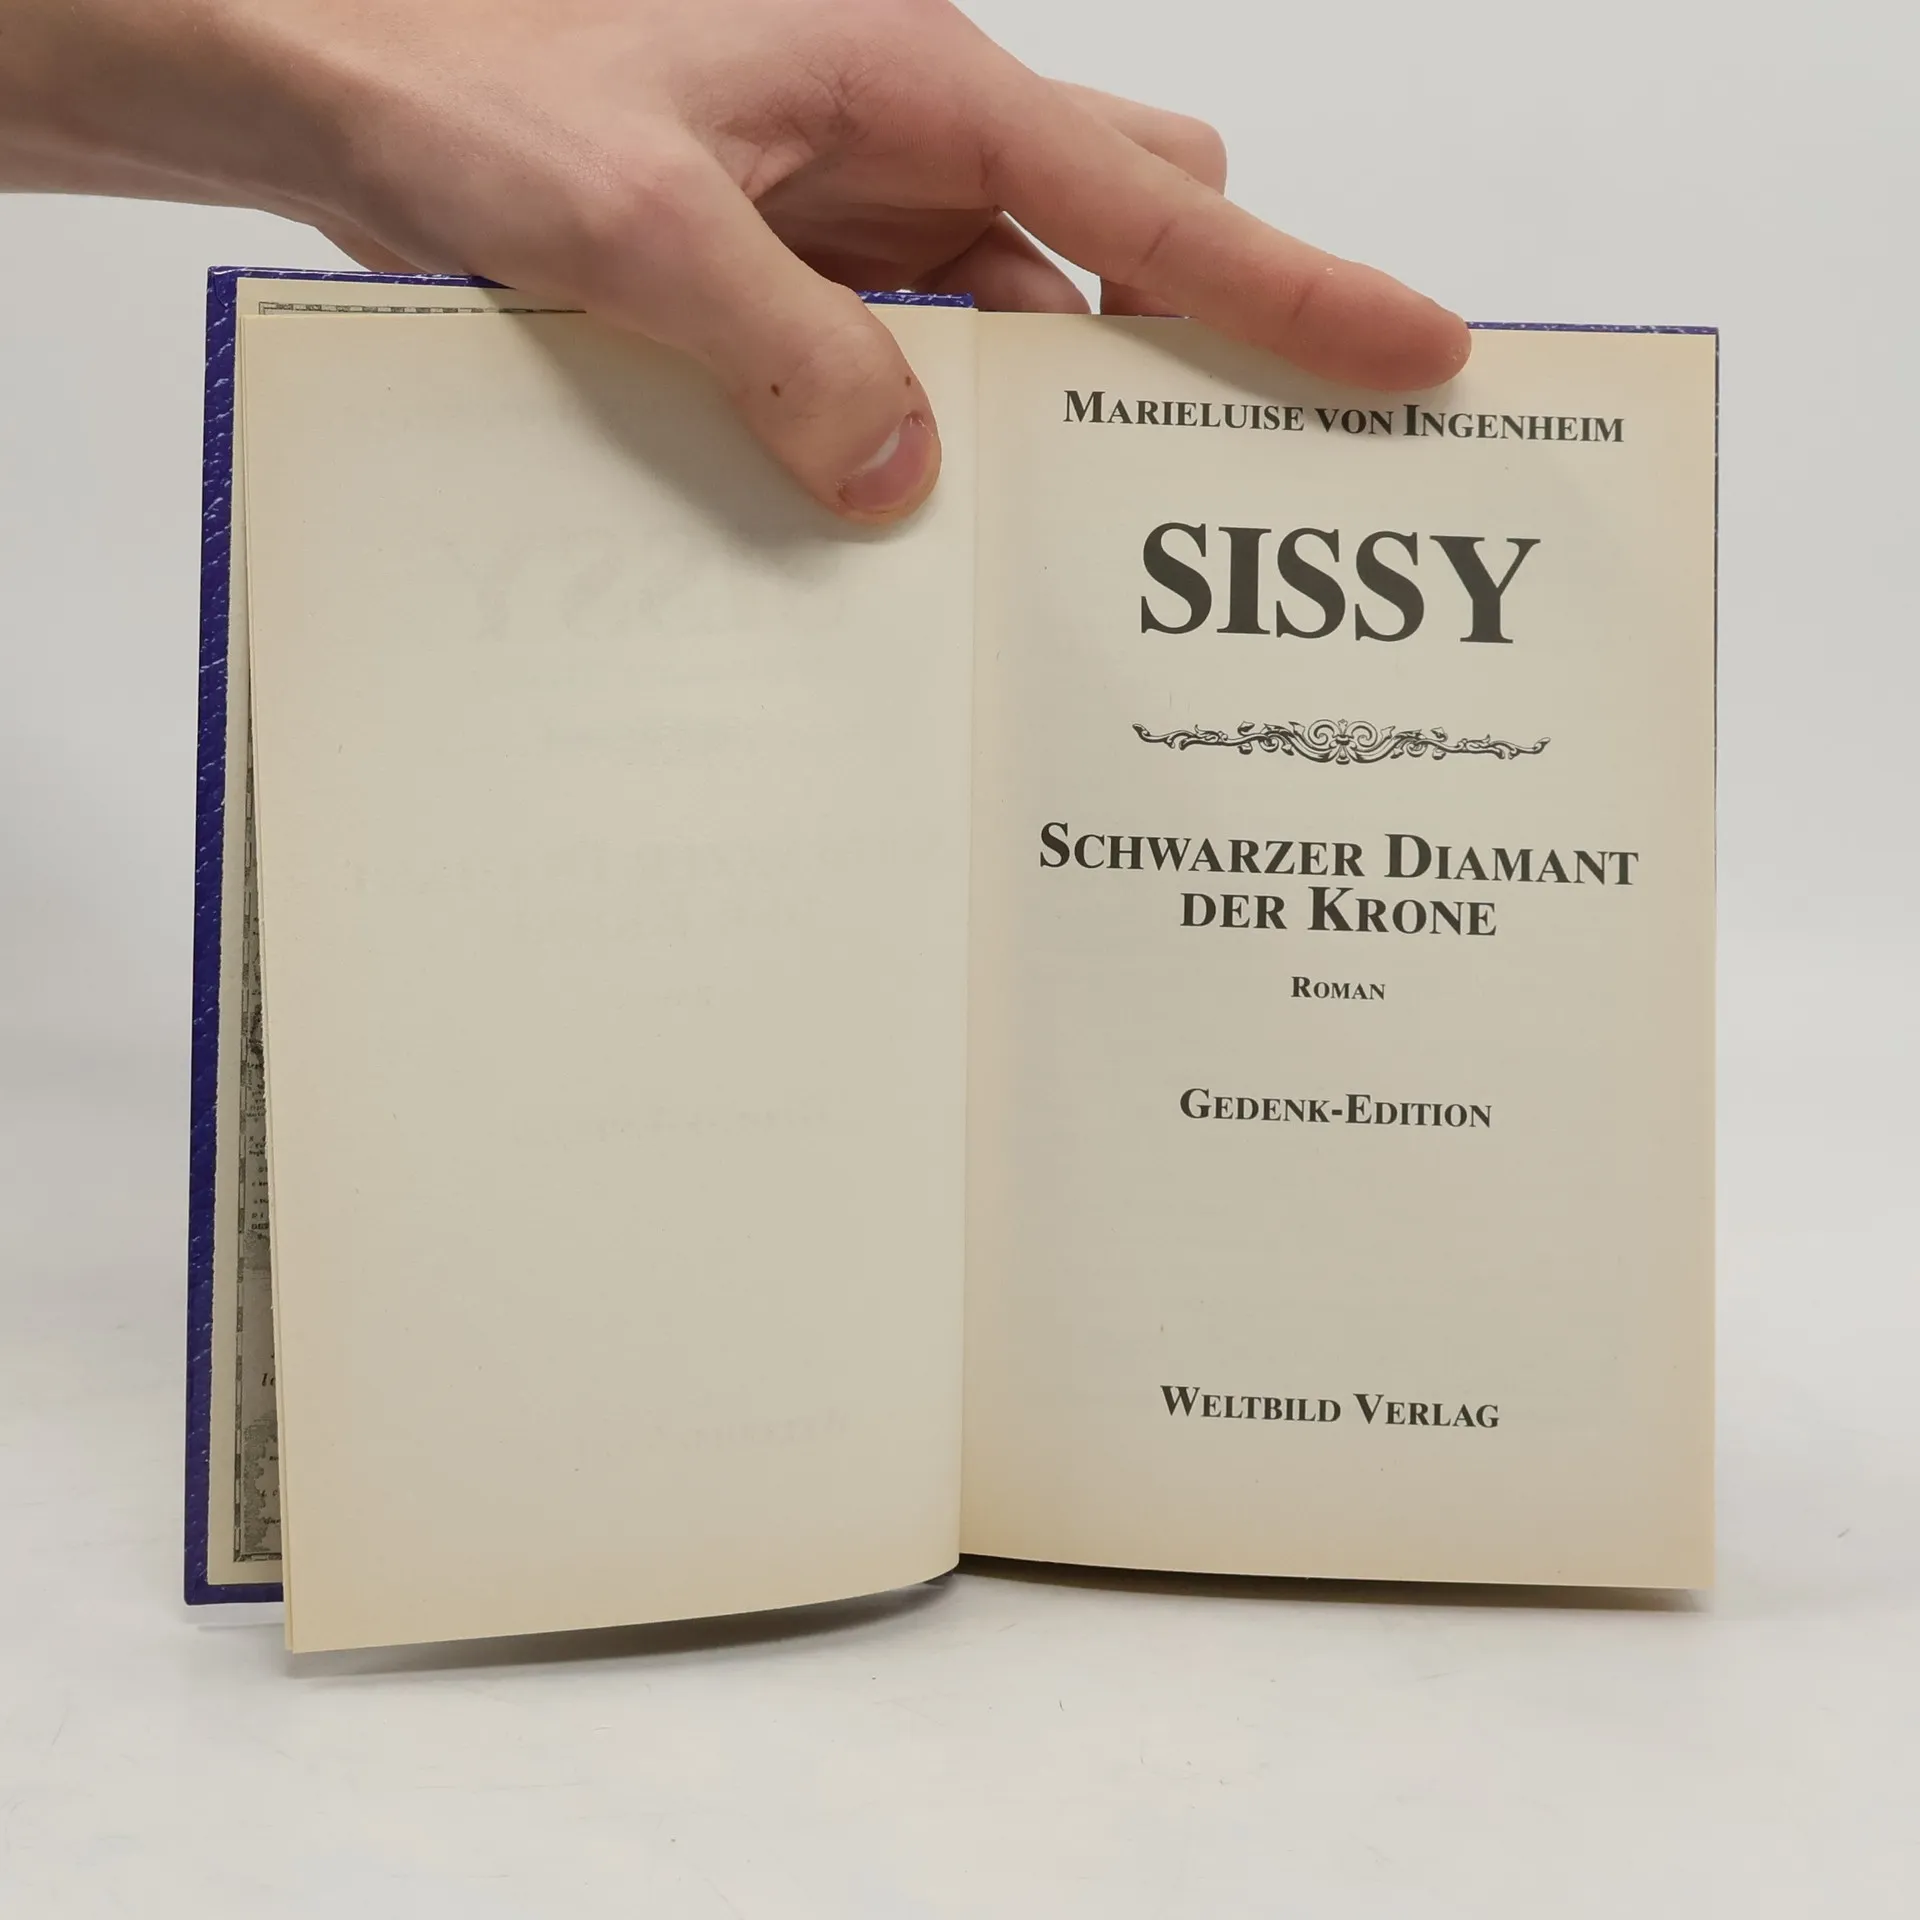 MARIELUISE VON INGENHEIM
SISSY
SCHWARZER DIAMANT
DER KRONE
ROMAN
GEDENK-EDITION
WELTBILD VERLAG